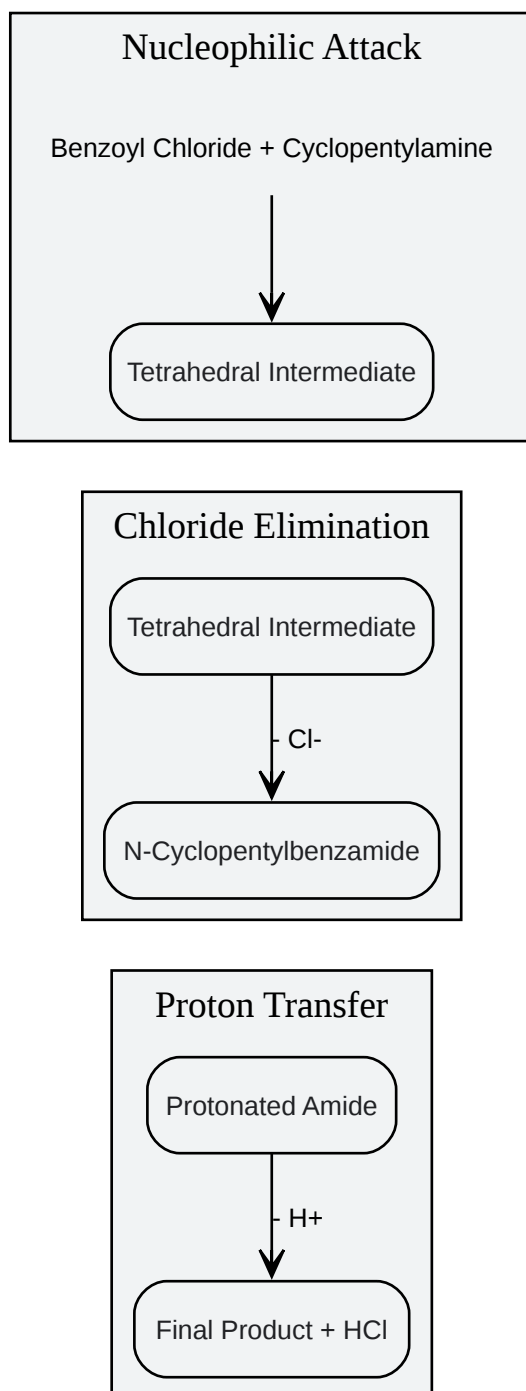 Nucleophilic Attack
Benzoyl Chloride + Cyclopentylamine
Tetrahedral Intermediate
Chloride Elimination
Tetrahedral Intermediate
- Cl-
N-Cyclopentylbenzamide
Proton Transfer
Protonated Amide
- H+
Final Product + HCl